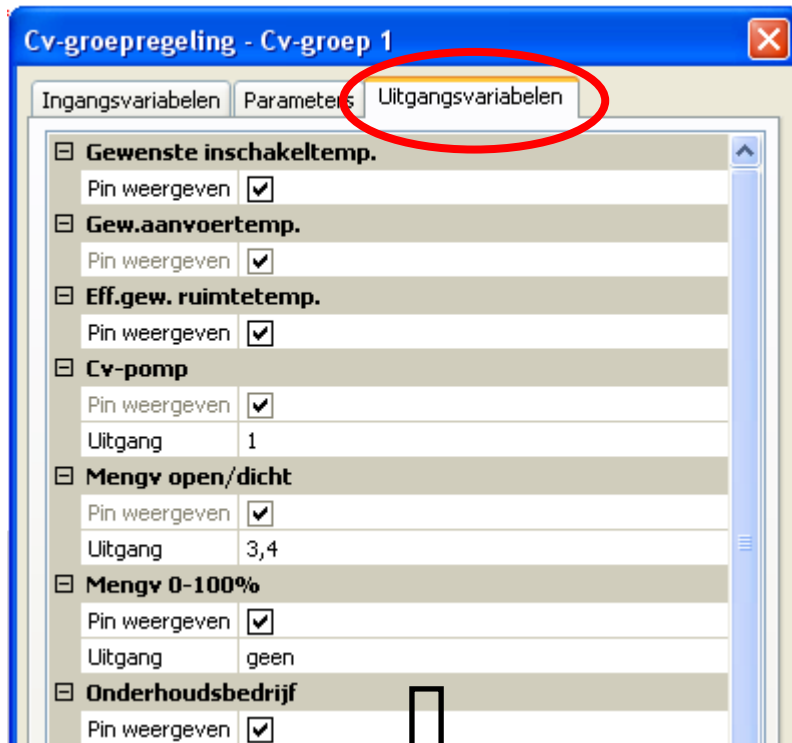 Cv-groepregeling - Cv-groep 1
Ingangsvariabelen Parameters Uitgangsvariabelen
Gewenste inschakeltemp.
Pin weergeven
Gew.aanvoertemp.
Pin weergeven
Eff.gew. ruimtetemp.
Pin weergeven
Cv-pomp
Pin weergeven
Uitgang 1
Mengv open/dicht
Pin weergeven
Uitgang 3,4
Mengv 0-100%
Pin weergeven
Uitgang geen
Onderhoudsbedrijf
Pin weergeven